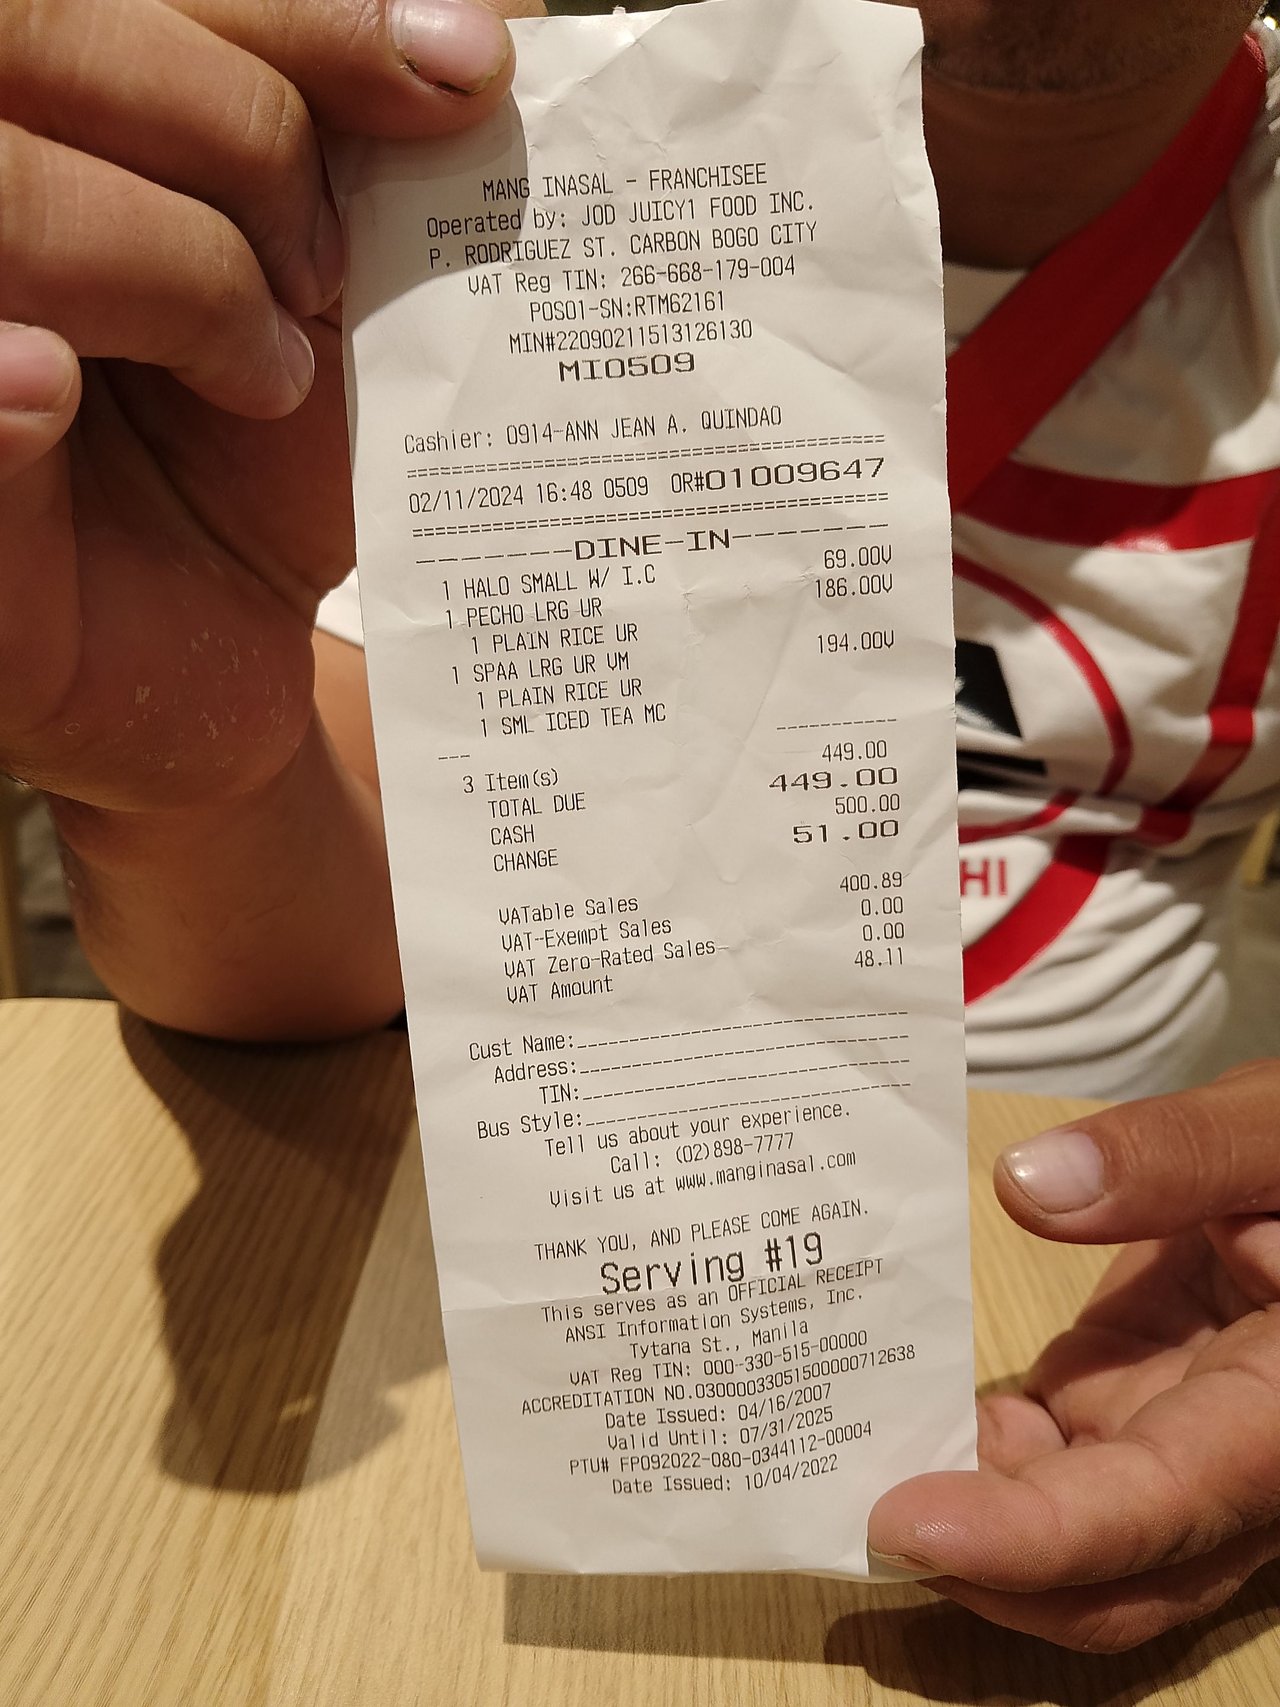 MANG INASAL - FRANCHISEE
Operated by: JOD JUICY1 FOOD INC.
P. RODRIGUEZ ST. CARBON BOGO CITY
VAT Reg TIN: 266-668-179-004
POS01-SN:RTM62161
MIN#22090211513126130
MI0509
Cashier: 0914-ANN JEAN A. QUINDAO
================================================
02/11/2024 16:48 0509 OR#01009647
================================================
-------DINE-IN-------
1 HALO SMALL W/ I.C 69.00V
1 PECHO LRG UR 186.00V
1 PLAIN RICE UR
1 SPAA LRG UR VM 194.00V
1 PLAIN RICE UR
1 SML ICED TEA MC
--- -----------
3 Item(s) 449.00
TOTAL DUE 449.00
CASH 500.00
CHANGE 51.00
VATable Sales 400.89
VAT-Exempt Sales 0.00
VAT Zero-Rated Sales 0.00
VAT Amount 48.11
Cust Name:______________________________
Address:______________________________
TIN:______________________________
Bus Style:______________________________
Tell us about your experience.
Call: (02)898-7777
Visit us at www.manginasal.com
THANK YOU, AND PLEASE COME AGAIN.
Serving #19
This serves as an OFFICIAL RECEIPT
ANSI Information Systems, Inc.
Tytana St., Manila
VAT Reg TIN: 000-330-515-00000
ACCREDITATION NO.03000033051500000712638
Date Issued: 04/16/2007
Valid Until: 07/31/2025
PTU# FP092022-080-0344112-00004
Date Issued: 10/04/2022
HI